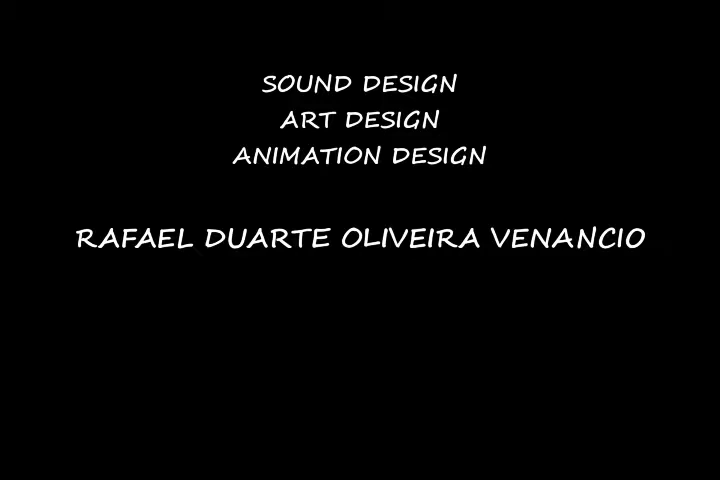 SOUND DESIGN
ART DESIGN
ANIMATION DESIGN
RAFAEL DUARTE OLIVEIRA VENANCIO